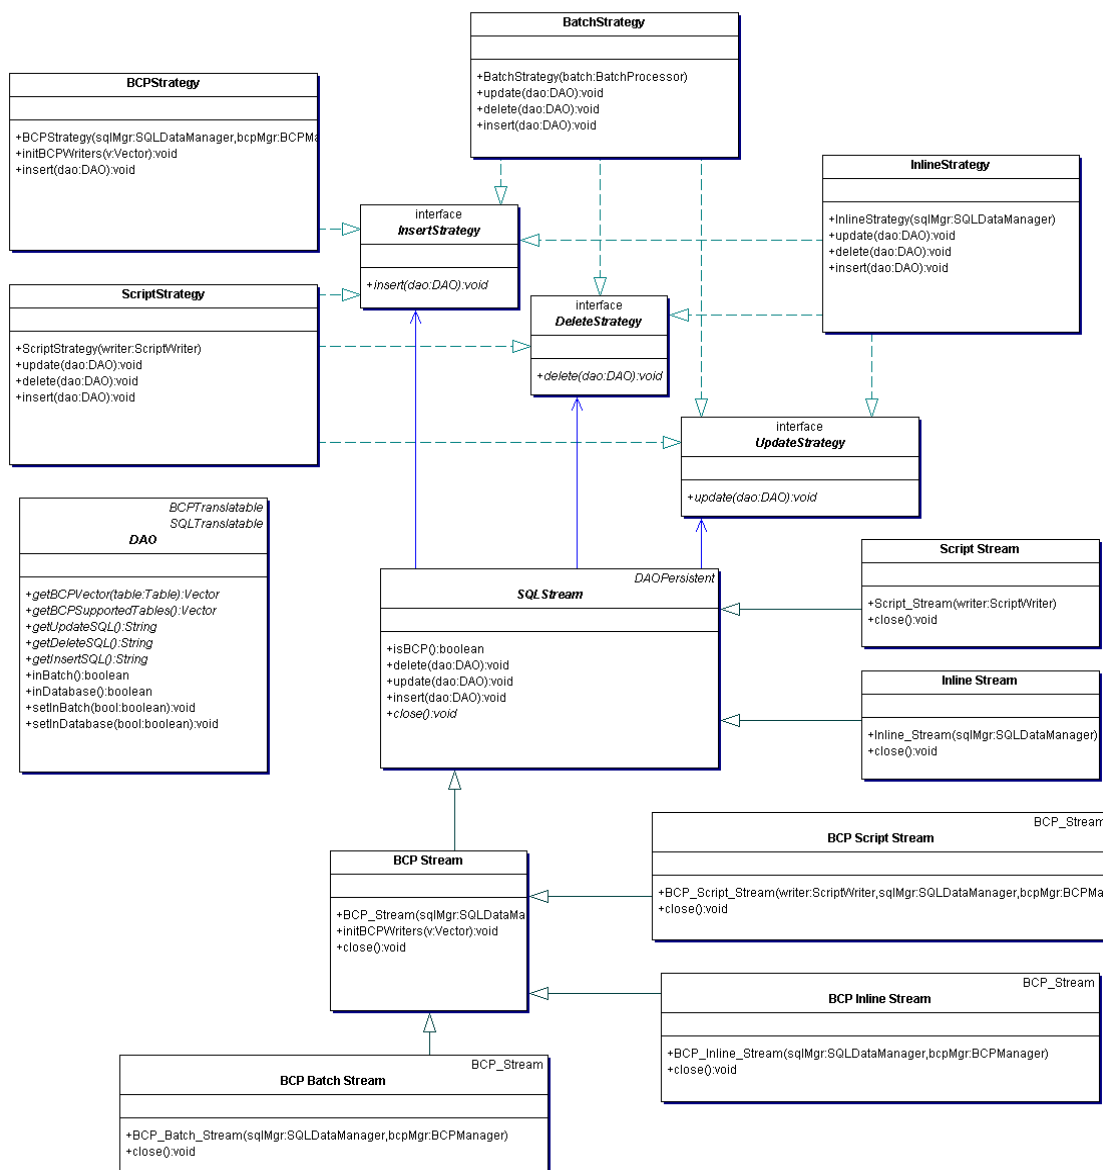 BatchStrategy
+BatchStrategy(batch:BatchProcessor)
+update(dao:DAO):void
+delete(dao:DAO):void
+insert(dao:DAO):void
BCPStrategy
+BCPStrategy(sqlMgr:SQLDataManager,bcpMgr:BCPMa
+initBCPWriters(v:Vector):void
+insert(dao:DAO):void
InlineStrategy
+InlineStrategy(sqlMgr:SQLDataManager)
+update(dao:DAO):void
+delete(dao:DAO):void
+insert(dao:DAO):void
interface
InsertStrategy
+insert(dao:DAO):void
ScriptStrategy
+ScriptStrategy(writer:ScriptWriter)
+update(dao:DAO):void
+delete(dao:DAO):void
+insert(dao:DAO):void
interface
DeleteStrategy
+delete(dao:DAO):void
interface
UpdateStrategy
+update(dao:DAO):void
BCPTranslatable
SQLTranslatable
DAO
+getBCPVector(table:Table):Vector
+getBCPSupportedTables():Vector
+getUpdateSQL():String
+getDeleteSQL():String
+getInsertSQL():String
+inBatch():boolean
+inDatabase():boolean
+setInBatch(bool:boolean):void
+setInDatabase(bool:boolean):void
DAOPersistent
SQLStream
+isBCP():boolean
+delete(dao:DAO):void
+update(dao:DAO):void
+insert(dao:DAO):void
+close():void
Script Stream
+Script_Stream(writer:ScriptWriter)
+close():void
Inline Stream
+Inline_Stream(sqlMgr:SQLDataManager)
+close():void
BCP Stream
+BCP_Stream(sqlMgr:SQLDataMa
+initBCPWriters(v:Vector):void
+close():void
BCP_Stream
BCP Script Stream
+BCP_Script_Stream(writer:ScriptWriter,sqlMgr:SQLDataManager,bcpMgr:BCPMa
+close():void
BCP_Stream
BCP Inline Stream
+BCP_Inline_Stream(sqlMgr:SQLDataManager,bcpMgr:BCPManager)
+close():void
BCP_Stream
BCP Batch Stream
+BCP_Batch_Stream(sqlMgr:SQLDataManager,bcpMgr:BCPManager)
+close():void